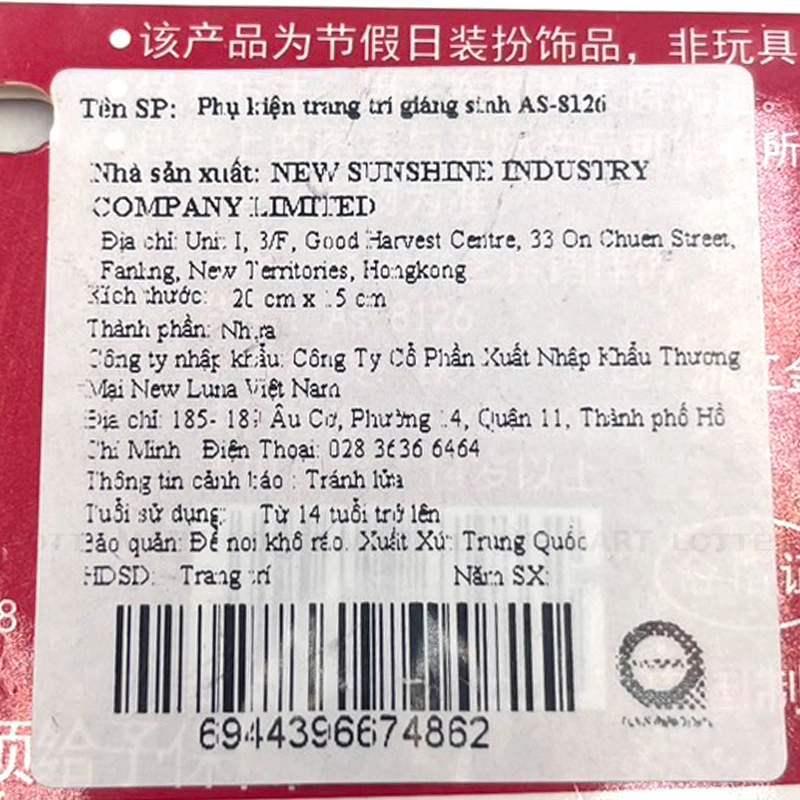 ●该产品为节假日装扮饰品，非玩具
Tên SP: Phụ kiện trang trí giáng sinh AS-8126
Nhà sản xuất: NEW SUNSHINE INDUSTRY
COMPANY LIMITED
Địa chỉ: Unit I, 3/F, Good Harvest Centre, 33 On Chuen Street,
Fanling, New Territories, Hongkong
Kích thước: 20 cm x 15 cm
Thành phần: Nhựa
Công ty nhập khẩu: Công Ty Cổ Phần Xuất Nhập Khẩu Thương
Mại New Luna Việt Nam
Địa chỉ: 185- 189 Âu Cơ, Phường 14, Quận 11, Thành phố Hồ
Chí Minh Điện Thoại: 028 3636 6464
Thông tin cảnh báo : Tránh lửa
Tuổi sử dụng: Từ 14 tuổi trở lên
Bảo quản: Để nơi khô ráo. Xuất Xứ: Trung Quốc
HDSD: Trang trí Năm SX:
6944396674862